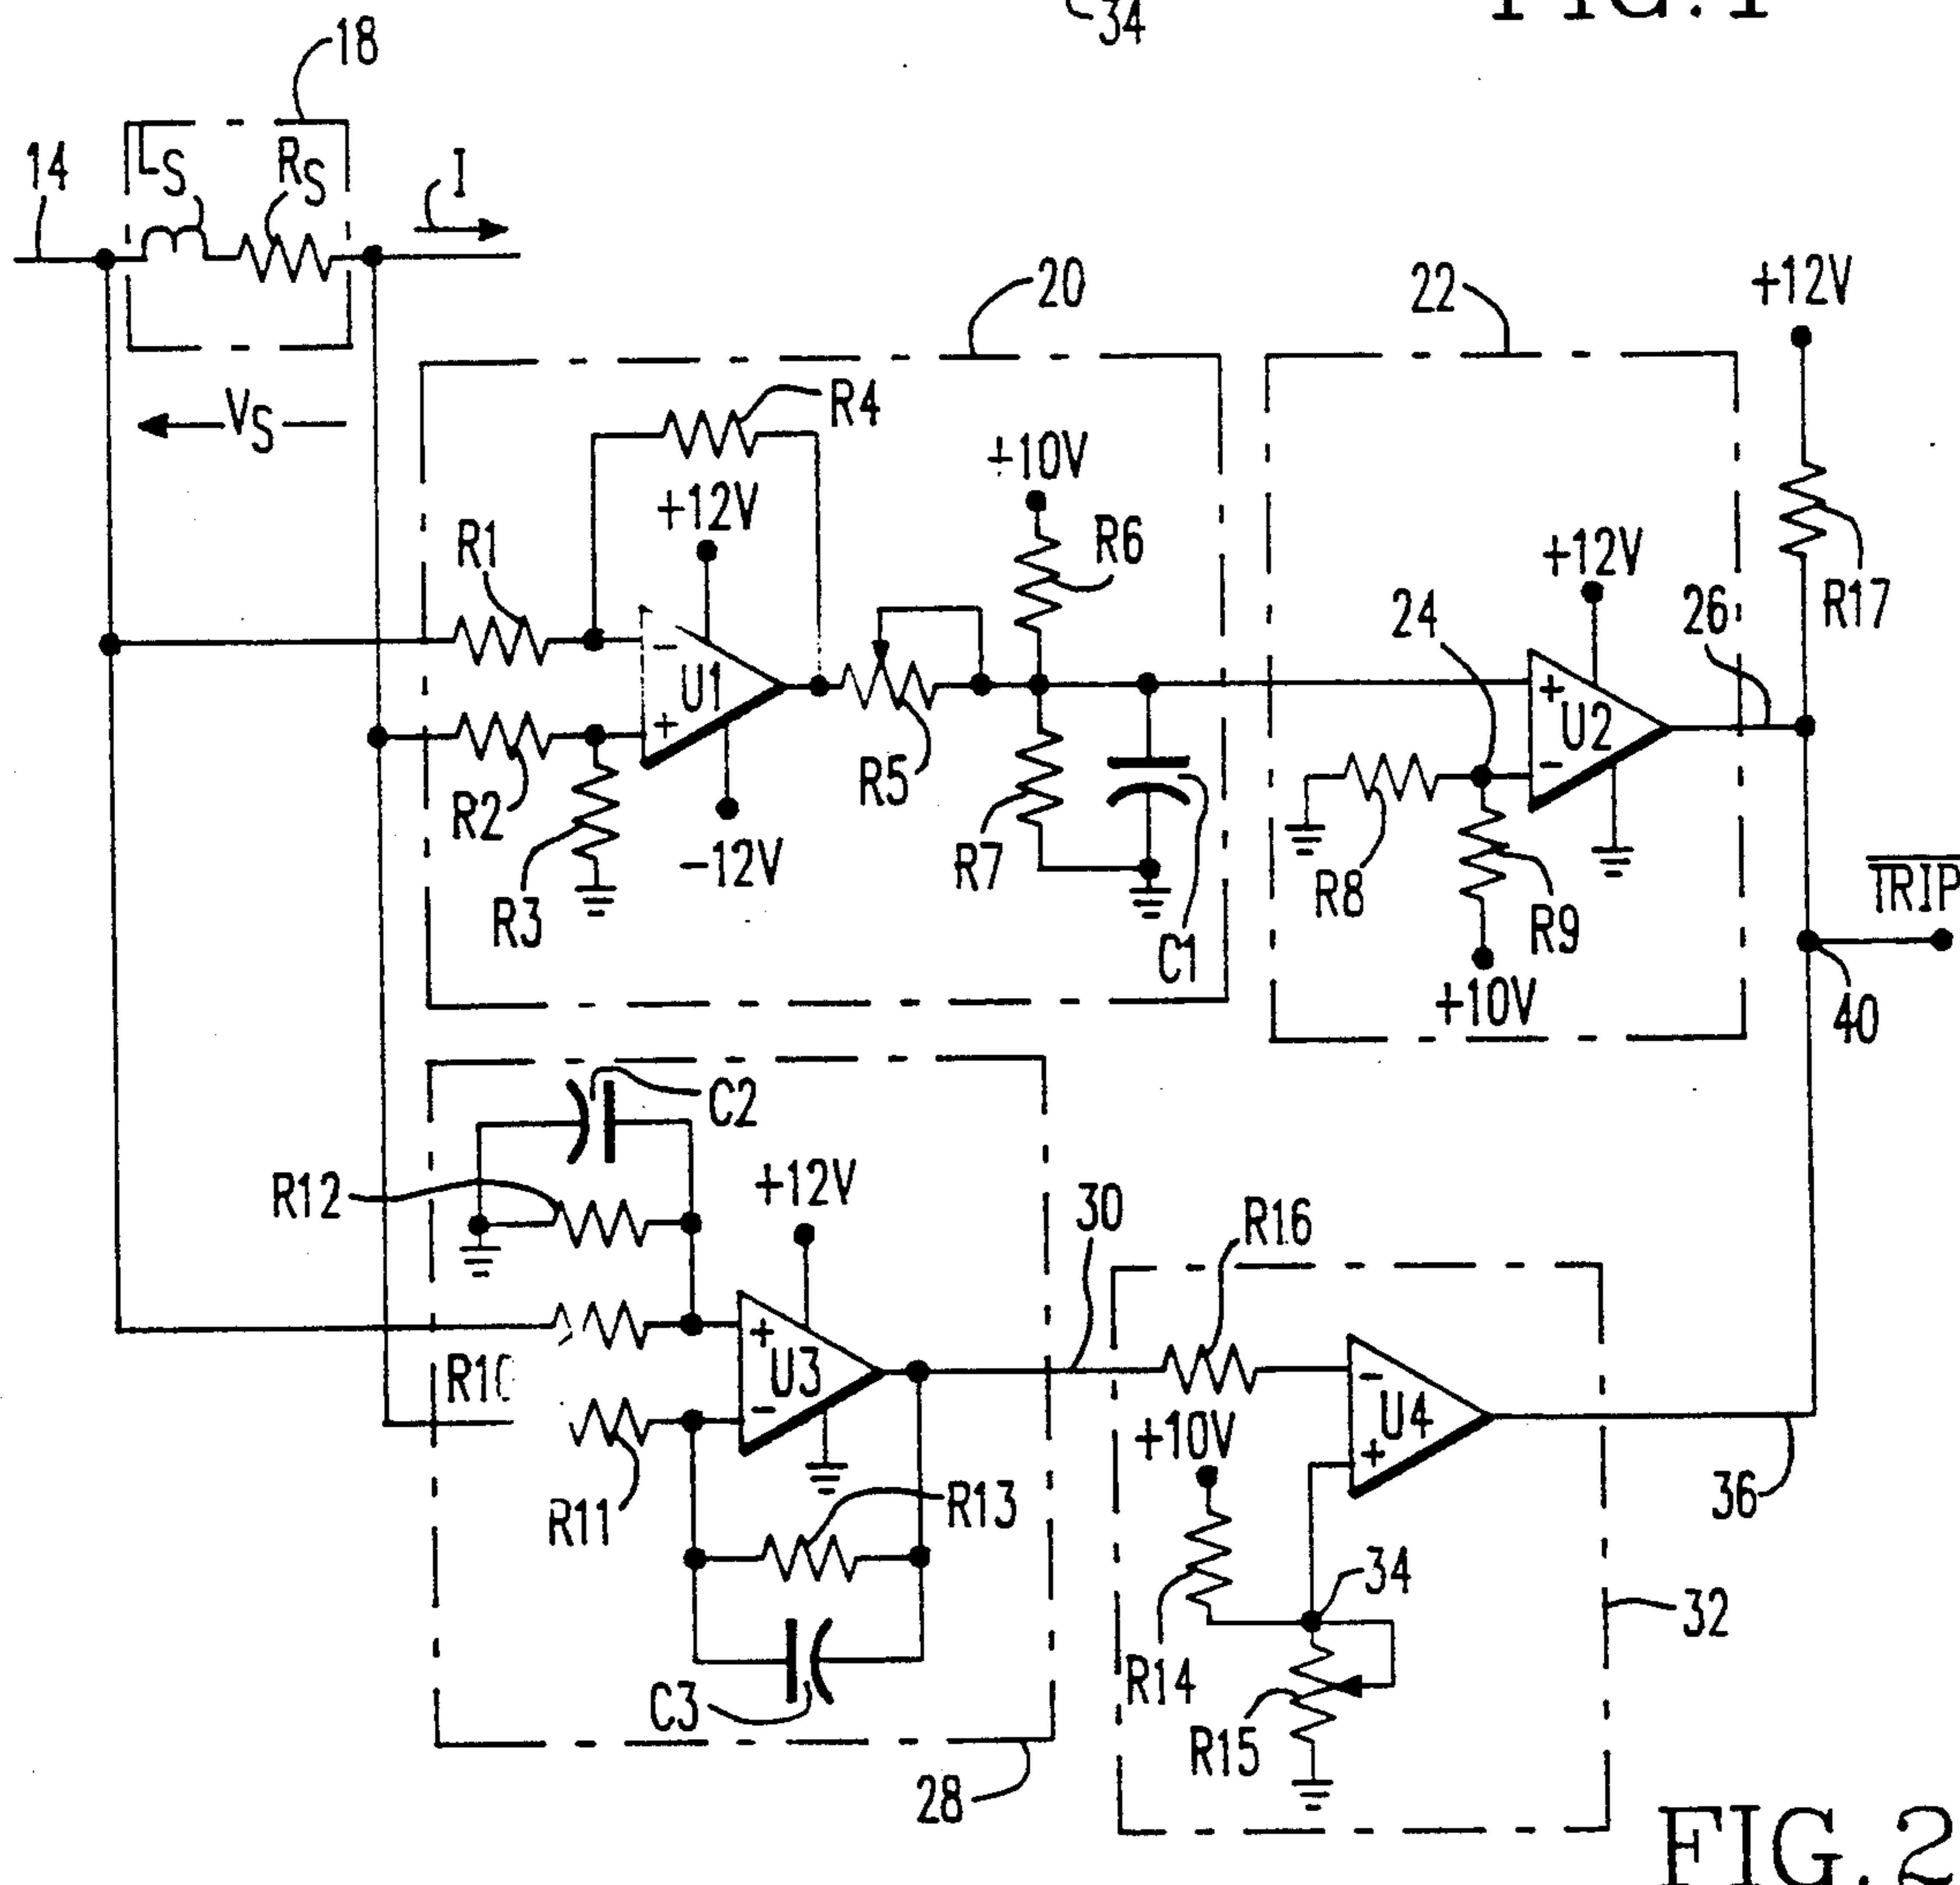 34
FIG.1
18
14
LS
RS
I
VS
20
22
+12V
R4
+12V
+10V
R1
R6
+12V
R17
24
26
U1
U2
R2
R5
R3
-12V
R7
C1
R8
R9
+10V
TRIP
40
C2
R12
+12V
30
R16
R10
U3
+10V
U4
R11
R13
36
34
32
R14
R15
C3
28
FIG.2